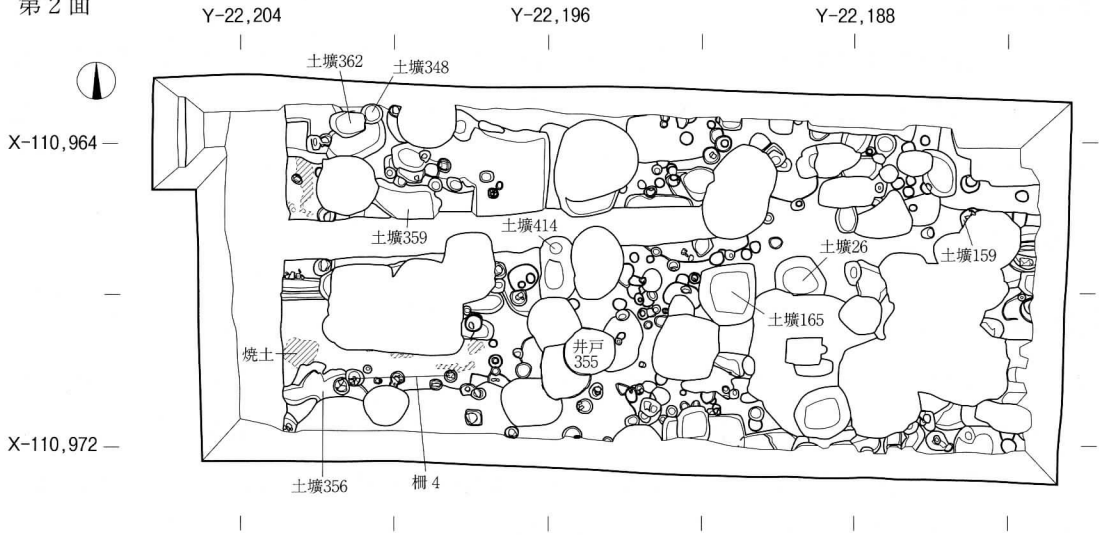 第2面
Y-22,204
Y-22,196
Y-22,188
土壙362
土壙348
X-110,964
土壙359
土壙414
土壙26
土壙159
土壙165
井戸
355
焼土
X-110,972
土壙356
柵4